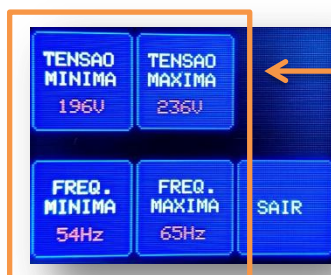 TENSAO TENSAO
MINIMA MAXIMA
196V 236V
FREQ. FREQ.
MINIMA MAXIMA SAIR
54Hz 65Hz